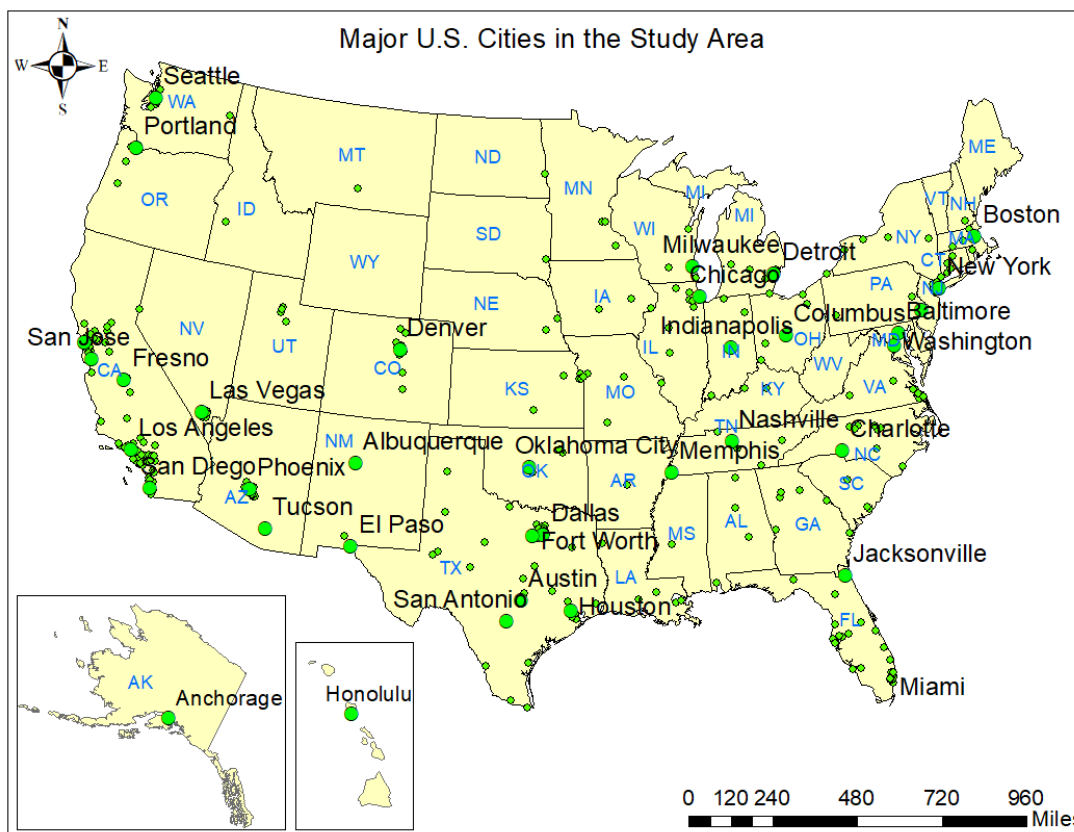 N
W E
S
Major U.S. Cities in the Study Area
Seattle
WA
Portland
MT
ND
ME
OR
ID
MN
MI
VT
NH
SD
WI
MI
NY
MA
Boston
WY
Milwaukee
Detroit
CT
New York
Chicago
IA
PA
NJ
NE
NV
San Jose
UT
Denver
Indianapolis
Columbus
Baltimore
IL
IN
OH
MD
Washington
Fresno
CA
CO
WV
Las Vegas
KS
MO
KY
VA
Los Angeles
NM
Albuquerque
Oklahoma City
TN
Nashville
Charlotte
NC
San Diego
Phoenix
OK
Memphis
AR
AZ
SC
Tucson
El Paso
Dallas
Fort Worth
MS
AL
GA
TX
LA
Jacksonville
Austin
San Antonio
Houston
FL
AK
Anchorage
Honolulu
Miami
0 120 240 480 720 960
Miles